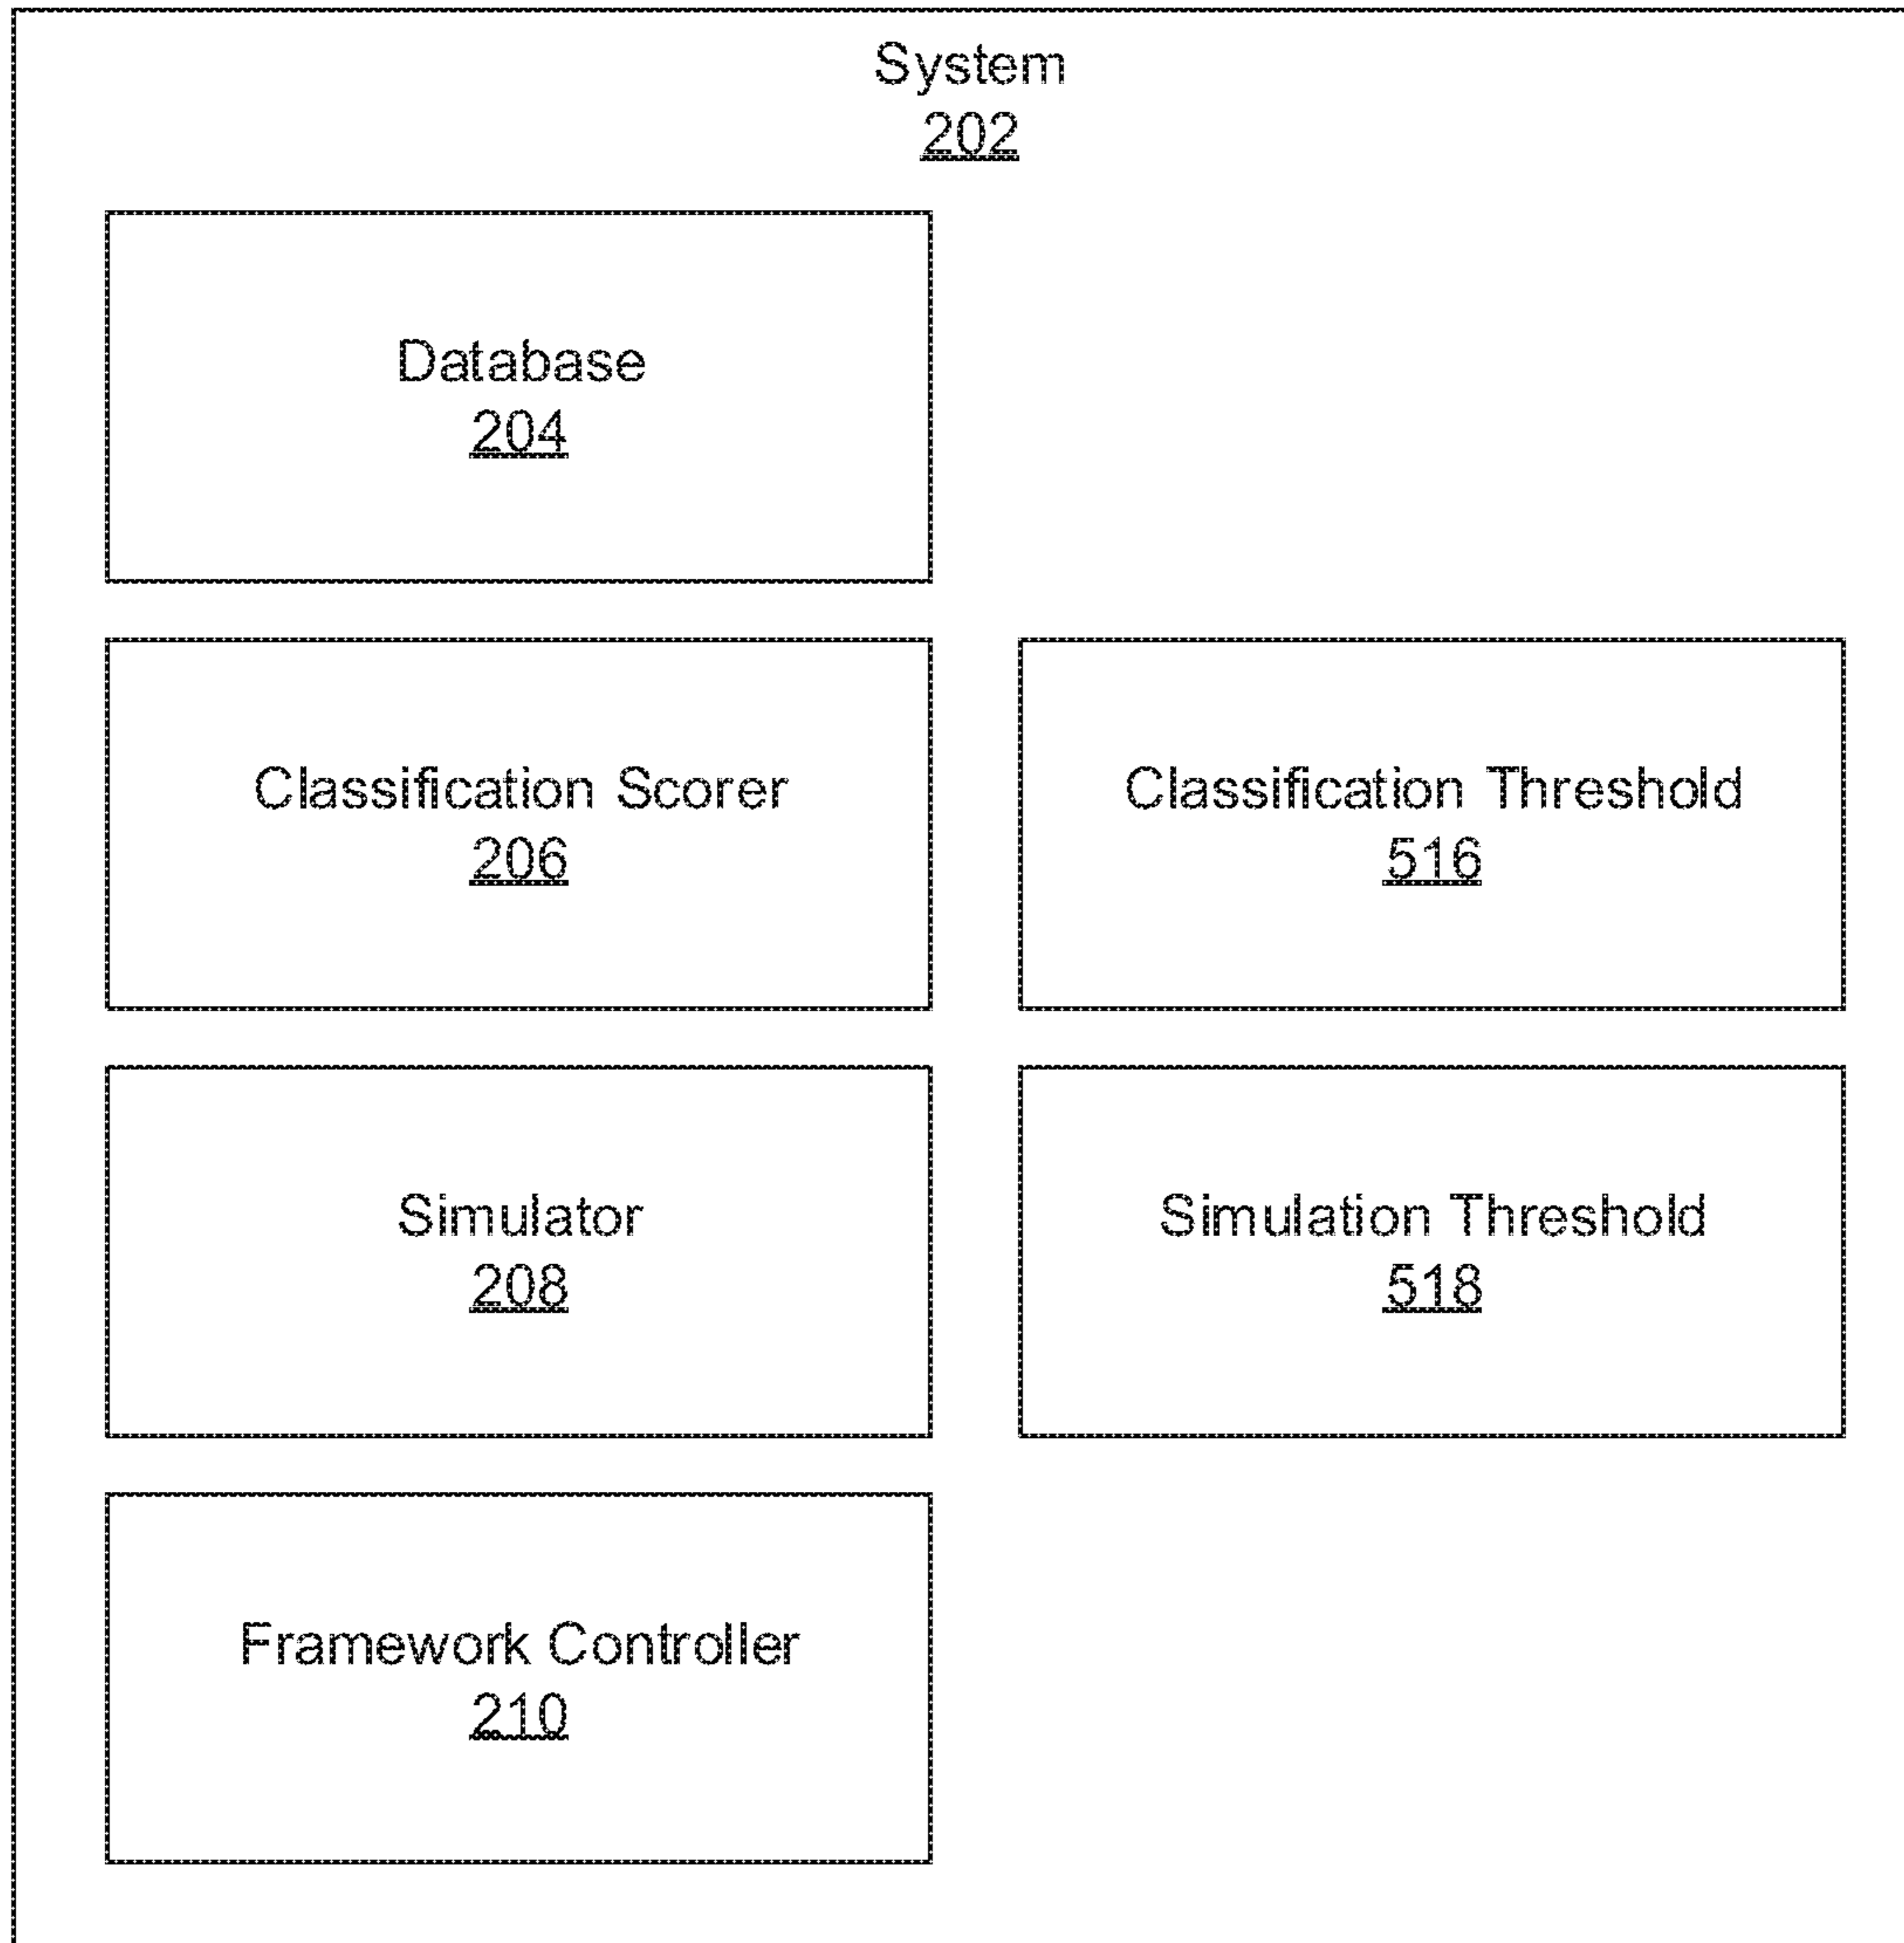 System
202
Database
204
Classification Scorer
206
Classification Threshold
516
Simulator
208
Simulation Threshold
518
Framework Controller
210